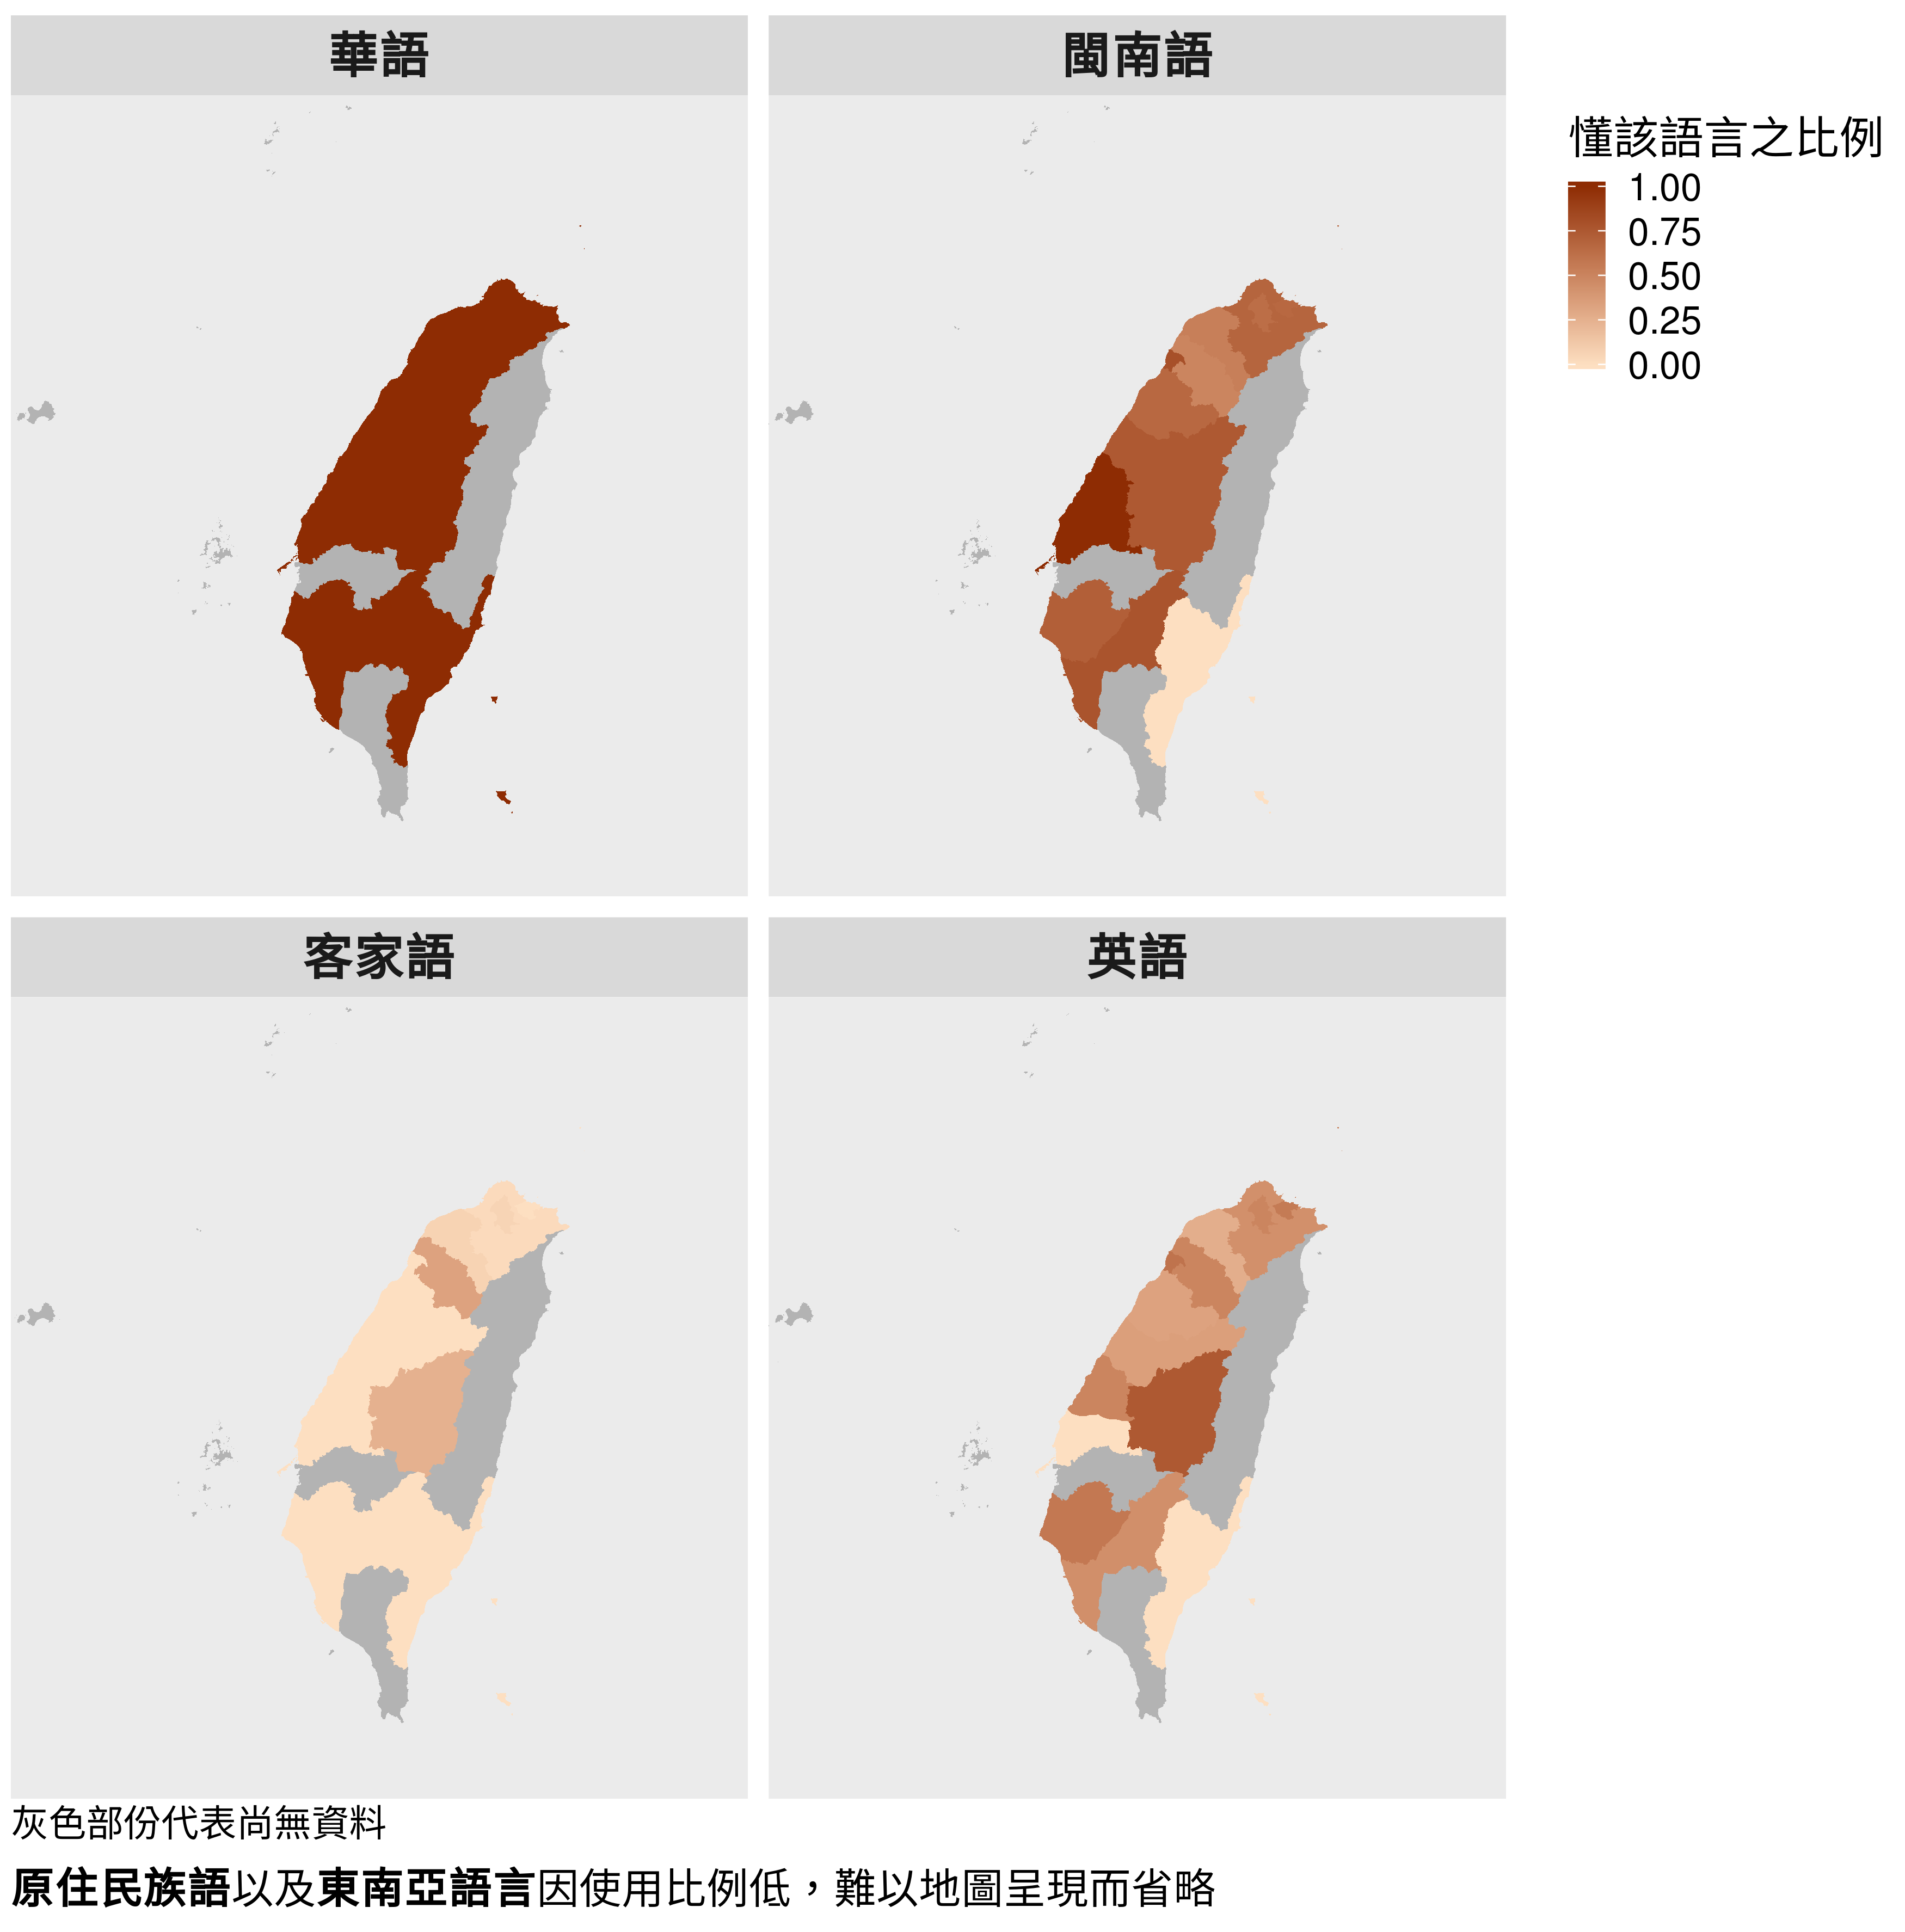 華語
閩南語
懂該語言之比例
1.00
0.75
0.50
0.25
0.00
客家語
英語
灰色部份代表尚無資料
原住民族語以及東南亞語言因使用比例低，難以地圖呈現而省略